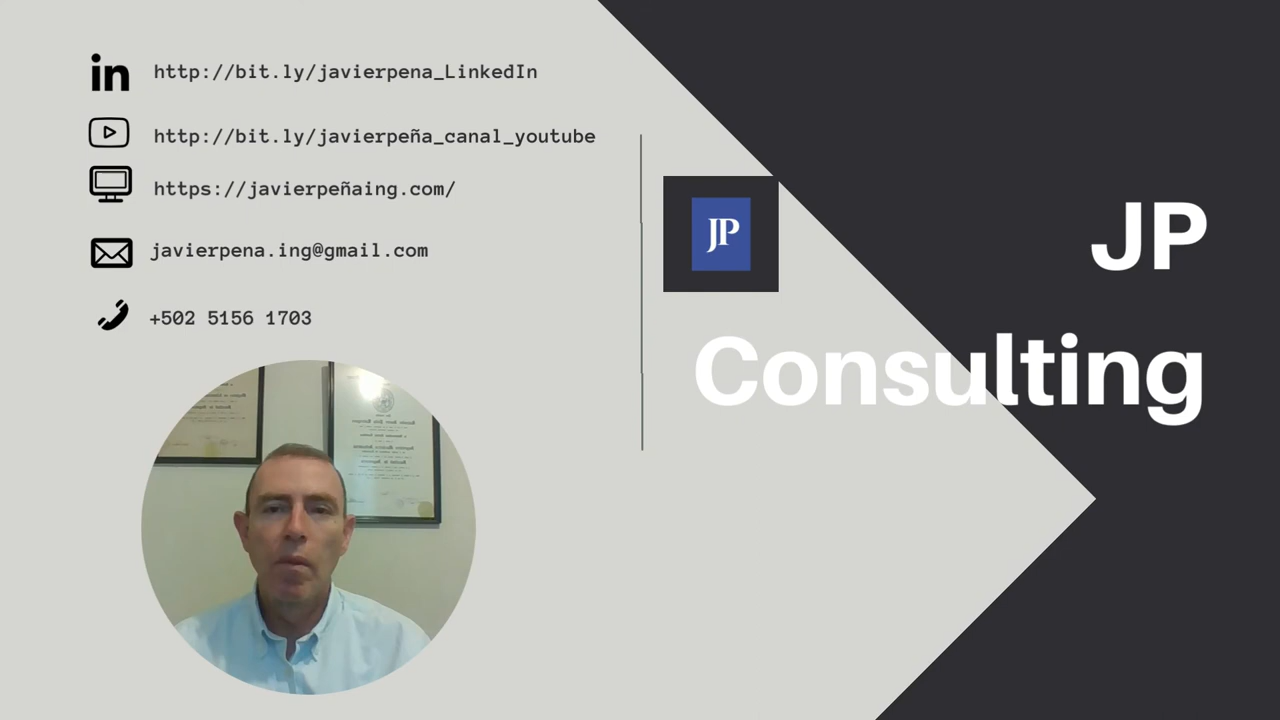 http://bit.ly/javierpena_LinkedIn
http://bit.ly/javierpeña_canal_youtube
https://javierpeñaing.com/
javierpena.ing@gmail.com
+502 5156 1703
JP
JP
Consulting